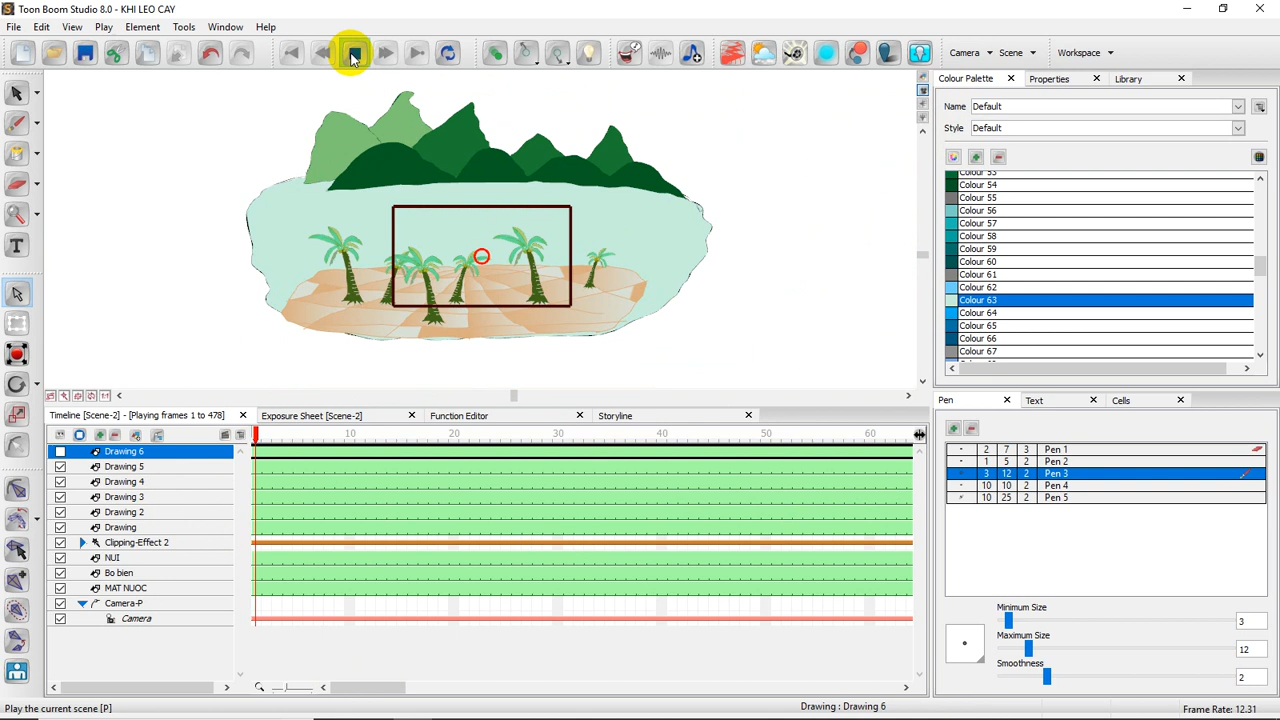 Toon Boom Studio 8.0 - KHI LEO CAY
File Edit View Play Element Tools Window Help
Camera Scene Workspace
Colour Palette Properties Library
Name Default
Style Default
Colour 53
Colour 54
Colour 55
Colour 56
Colour 57
Colour 58
Colour 59
Colour 60
Colour 61
Colour 62
Colour 63
Colour 64
Colour 65
Colour 66
Colour 67
Timeline [Scene-2] - [Playing frames 1 to 478] Exposure Sheet [Scene-2] Function Editor Storyline
10 20 30 40 50 60
Drawing 6
Drawing 5
Drawing 4
Drawing 3
Drawing 2
Drawing
Clipping-Effect 2
NUI
Bo bien
MAT NUOC
Camera-P
Camera
Pen Text Cells
2 7 3 Pen 1
1 5 2 Pen 2
3 12 2 Pen 3
10 10 2 Pen 4
10 25 2 Pen 5
Minimum Size
3
Maximum Size
12
Smoothness
2
Play the current scene [P] Drawing : Drawing 6 Frame Rate: 12.31